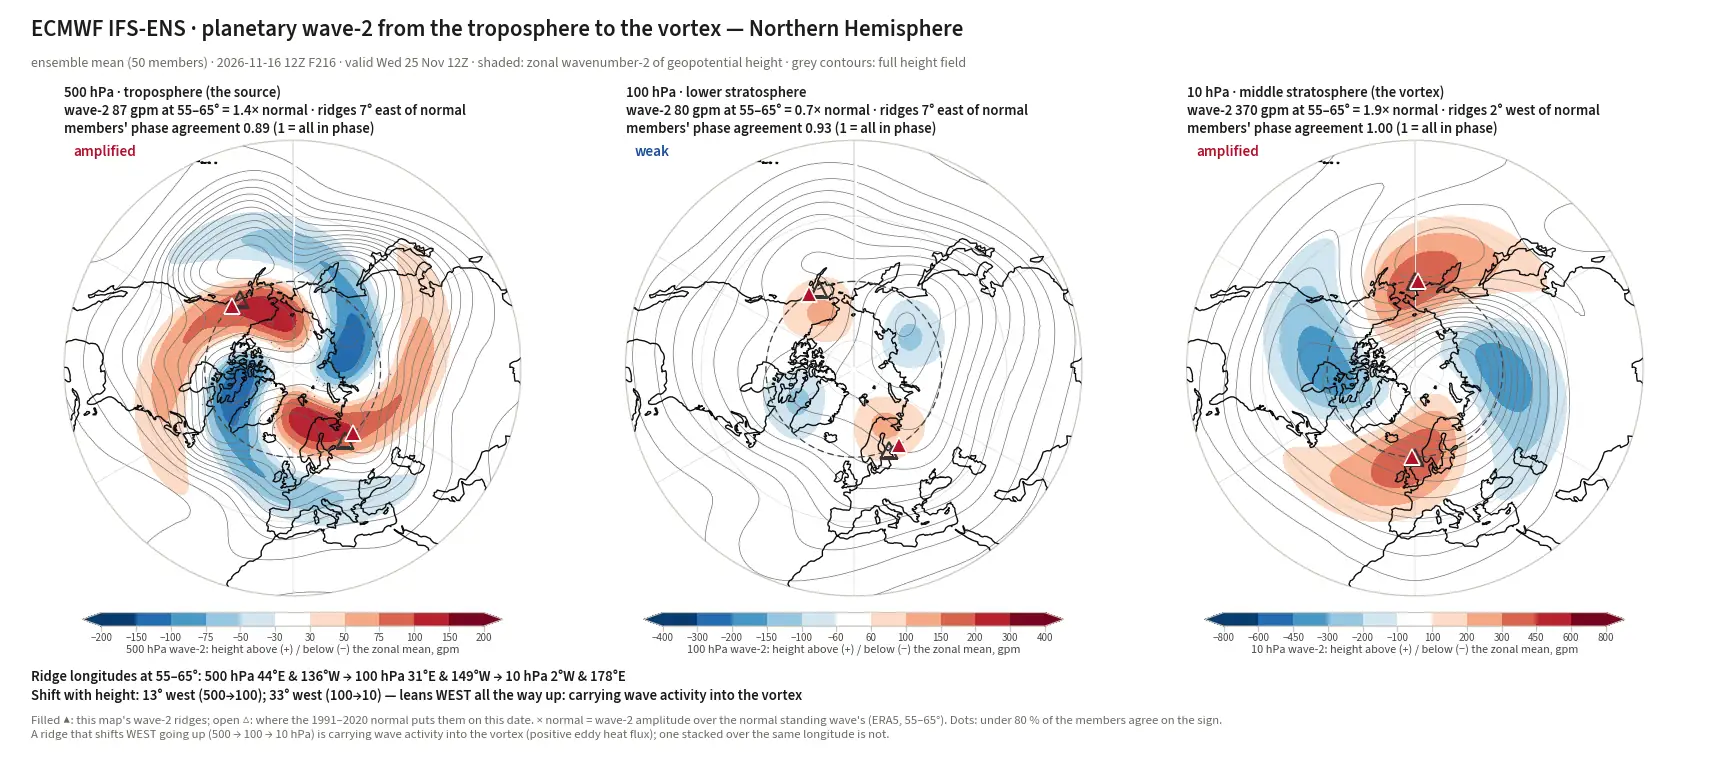 ECMWF IFS-ENS · planetary wave-2 from the troposphere to the vortex — Northern Hemisphere
ensemble mean (50 members) · 2026-11-16 12Z F216 · valid Wed 25 Nov 12Z · shaded: zonal wavenumber-2 of geopotential height · grey contours: full height field
500 hPa · troposphere (the source)
wave-2 87 gpm at 55–65° = 1.4× normal · ridges 7° east of normal
members' phase agreement 0.89 (1 = all in phase)
amplified
100 hPa · lower stratosphere
wave-2 80 gpm at 55–65° = 0.7× normal · ridges 7° east of normal
members' phase agreement 0.93 (1 = all in phase)
weak
10 hPa · middle stratosphere (the vortex)
wave-2 370 gpm at 55–65° = 1.9× normal · ridges 2° west of normal
members' phase agreement 1.00 (1 = all in phase)
amplified
−200 −150 −100 −75 −50 −30 30 50 75 100 150 200
500 hPa wave-2: height above (+) / below (−) the zonal mean, gpm
−400 −300 −200 −150 −100 −60 60 100 150 200 300 400
100 hPa wave-2: height above (+) / below (−) the zonal mean, gpm
−800 −600 −450 −300 −200 −100 100 200 300 450 600 800
10 hPa wave-2: height above (+) / below (−) the zonal mean, gpm
Ridge longitudes at 55–65°: 500 hPa 44°E & 136°W → 100 hPa 31°E & 149°W → 10 hPa 2°W & 178°E
Shift with height: 13° west (500→100); 33° west (100→10) — leans WEST all the way up: carrying wave activity into the vortex
Filled ▲: this map's wave-2 ridges; open △: where the 1991–2020 normal puts them on this date. × normal = wave-2 amplitude over the normal standing wave's (ERA5, 55–65°). Dots: under 80 % of the members agree on the sign.
A ridge that shifts WEST going up (500 → 100 → 10 hPa) is carrying wave activity into the vortex (positive eddy heat flux); one stacked over the same longitude is not.